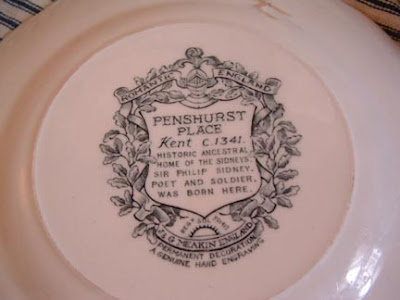 ROMANTIC ENGLAND
PENSHURST
PLACE
Kent c. 1341.
HISTORIC ANCESTRAL
HOME OF THE SIDNEYS.
SIR PHILIP SIDNEY,
POET AND SOLDIER,
WAS BORN HERE.
J & G MEAKIN ENGLAND
PERMANENT DECORATION
A GENUINE HAND ENGRAVING